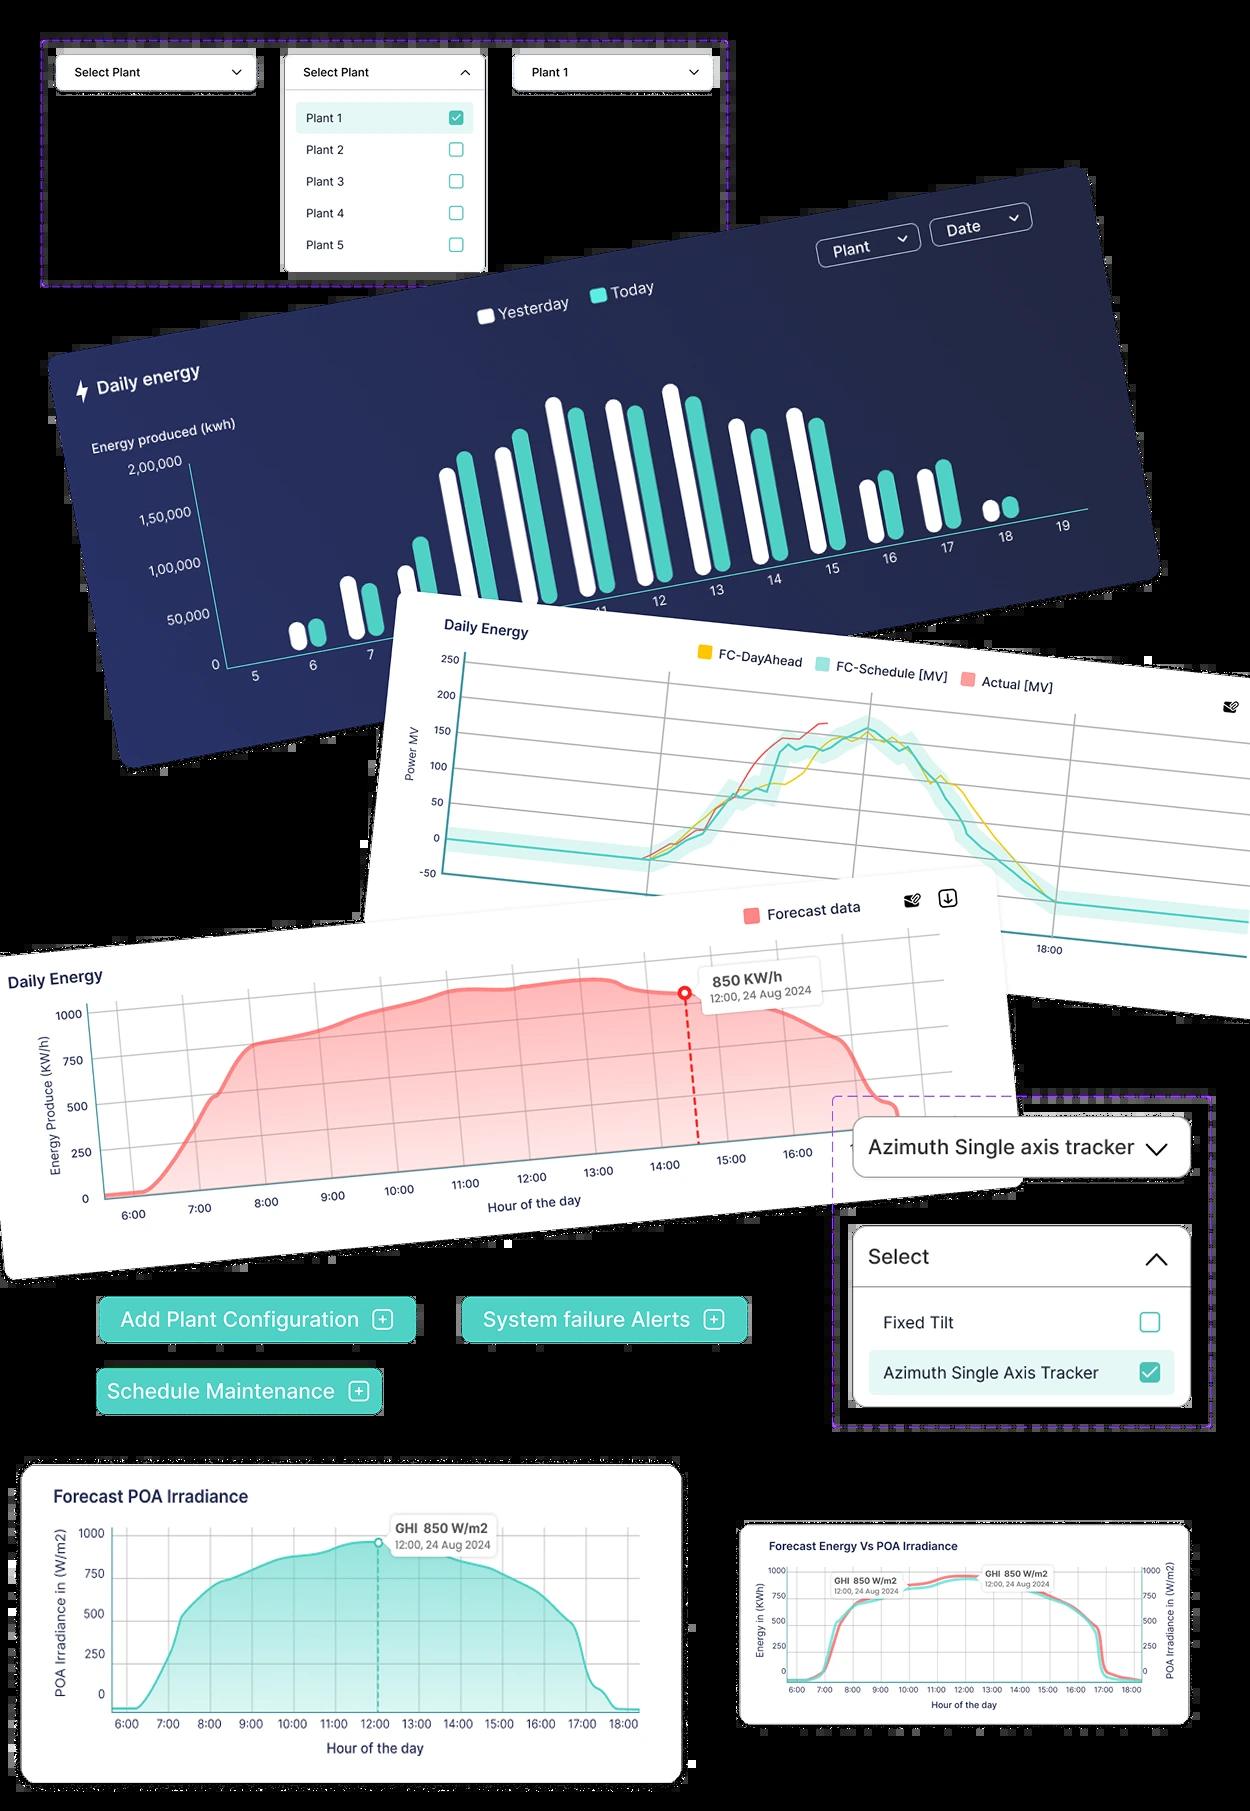 Select Plant
Select Plant
Plant 1
Plant 1
Plant 2
Plant 3
Plant 4
Plant 5
Plant
Date
Yesterday
Today
Daily energy
Energy produced (kwh)
2,00,000
1,50,000
1,00,000
50,000
0
5
6
7
11
12
13
14
15
16
17
18
19
Daily Energy
FC-DayAhead
FC-Schedule [MV]
Actual [MV]
Power MV
250
200
150
100
50
0
-50
18:00
Forecast data
Daily Energy
850 KW/h
12:00, 24 Aug 2024
Energy Produce (KW/h)
1000
750
500
250
0
6:00
7:00
8:00
9:00
10:00
11:00
12:00
13:00
14:00
15:00
16:00
Hour of the day
Azimuth Single axis tracker
Select
Fixed Tilt
Azimuth Single Axis Tracker
Add Plant Configuration
System failure Alerts
Schedule Maintenance
Forecast POA Irradiance
GHI 850 W/m2
12:00, 24 Aug 2024
POA Irradiance in (W/m2)
1000
750
500
250
0
6:00 7:00 8:00 9:00 10:00 11:00 12:00 13:00 14:00 15:00 16:00 17:00 18:00
Hour of the day
Forecast Energy Vs POA Irradiance
GHI 850 W/m2
12:00, 24 Aug 2024
GHI 850 W/m2
12:00, 24 Aug 2024
Energy in (KWh)
1000
750
500
250
0
1000
750
500
250
0
POA Irradiance in (W/m2)
6:00 7:00 8:00 9:00 10:00 11:00 12:00 13:00 14:00 15:00 16:00 17:00 18:00
Hour of the day